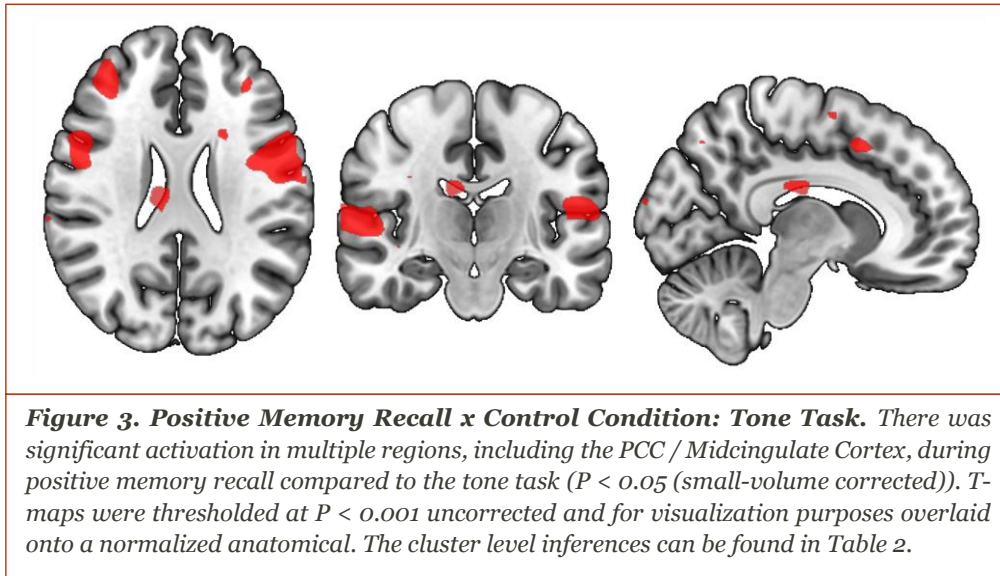 Figure 3. Positive Memory Recall x Control Condition: Tone Task. There was
significant activation in multiple regions, including the PCC / Midcingulate Cortex, during
positive memory recall compared to the tone task (P < 0.05 (small-volume corrected)). T-
maps were thresholded at P < 0.001 uncorrected and for visualization purposes overlaid
onto a normalized anatomical. The cluster level inferences can be found in Table 2.